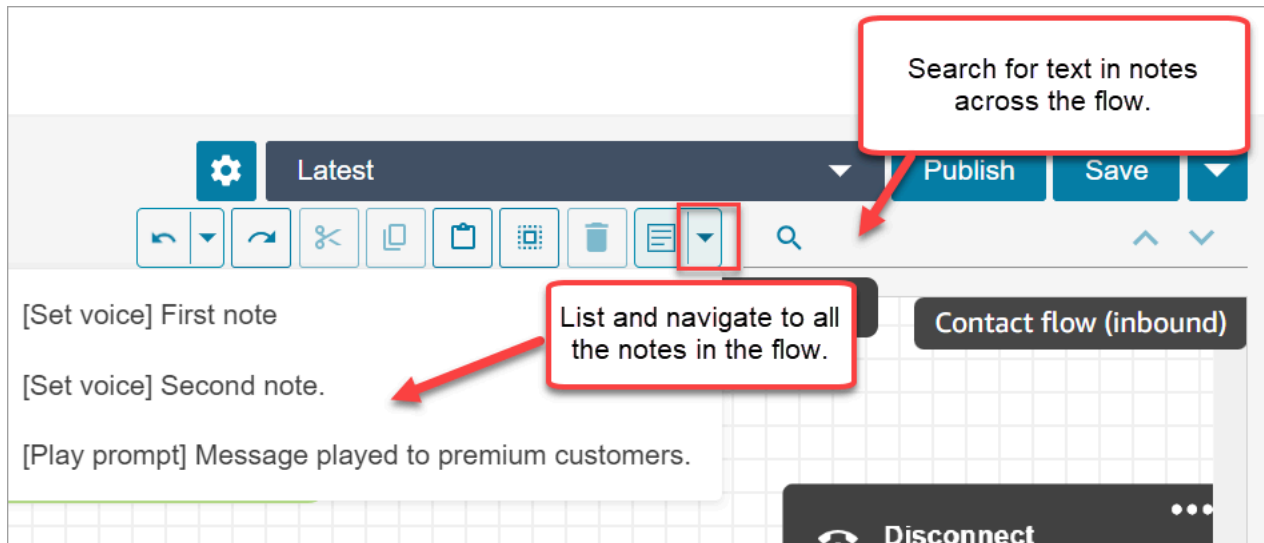 Search for text in notes
across the flow.
Latest
Publish
Save
[Set voice] First note
List and navigate to all
the notes in the flow.
Contact flow (inbound)
[Set voice] Second note.
[Play prompt] Message played to premium customers.
Disconnect